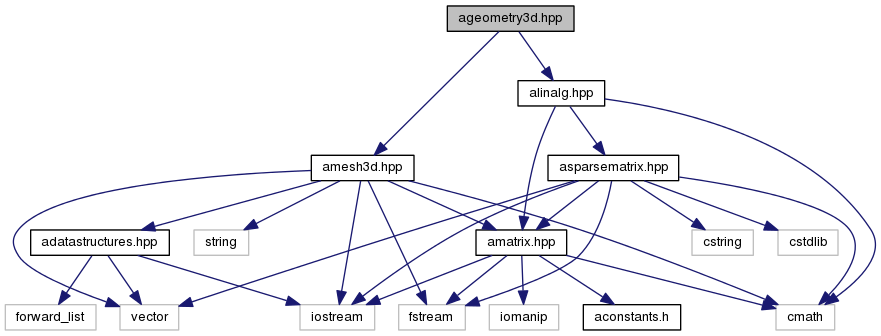 ageometry3d.hpp
alinalg.hpp
amesh3d.hpp
asparsematrix.hpp
adatastructures.hpp
string
amatrix.hpp
cstring
cstdlib
forward_list
vector
iostream
fstream
iomanip
aconstants.h
cmath